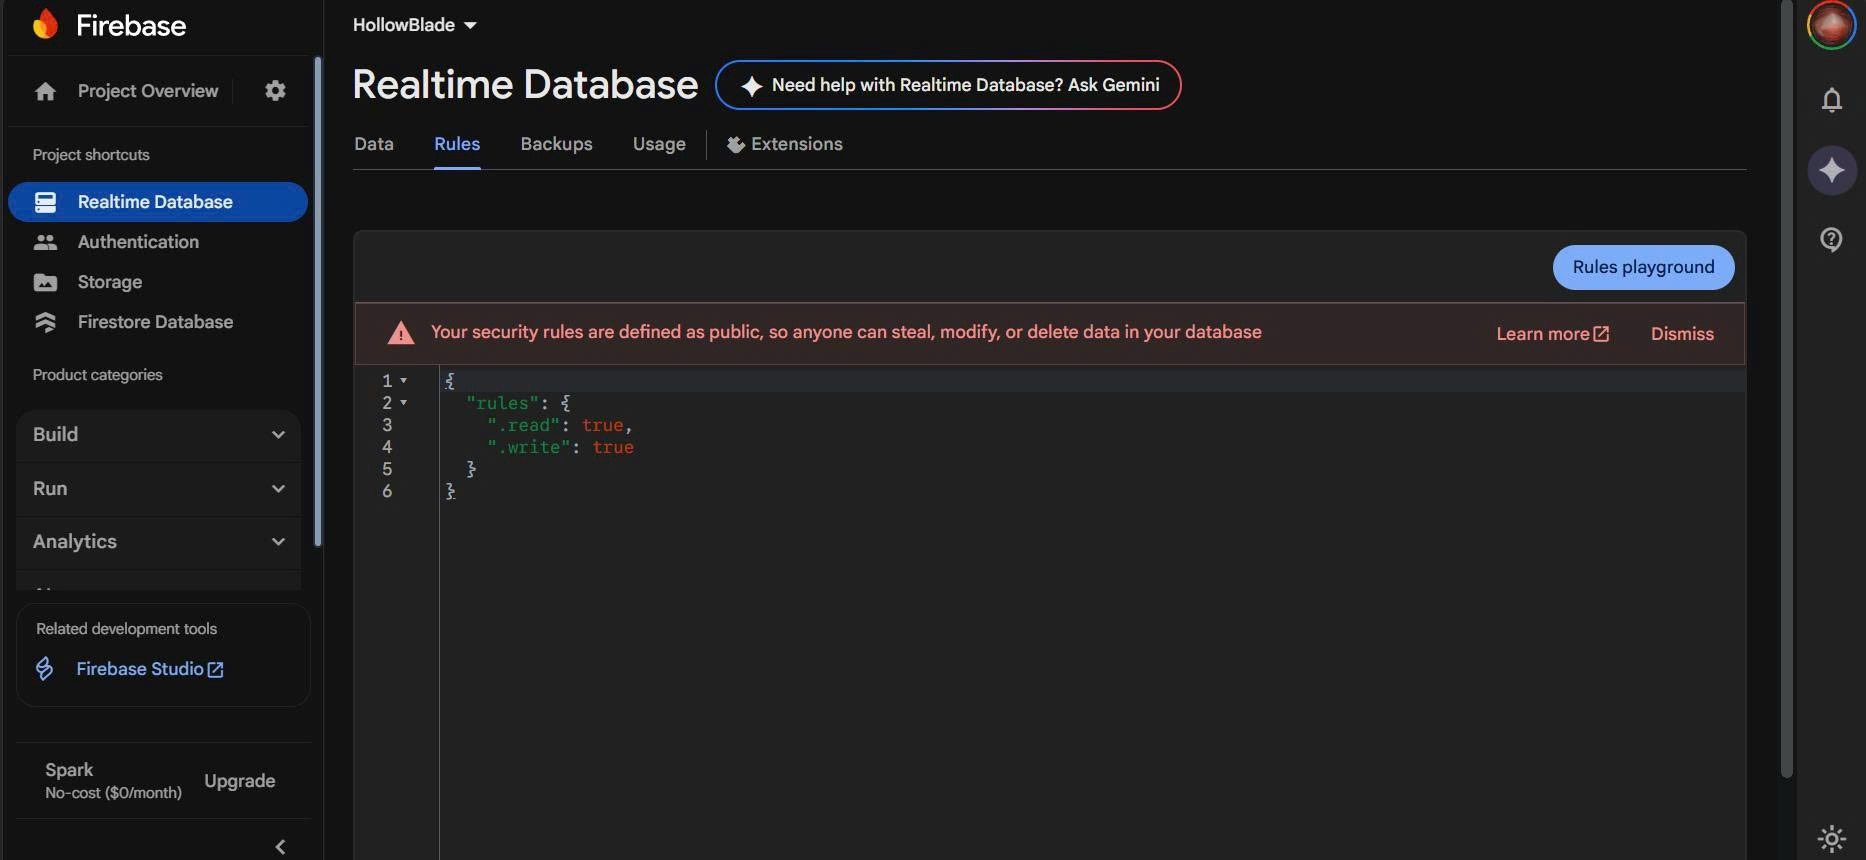 Firebase
Project Overview
Project shortcuts
Realtime Database
Authentication
Storage
Firestore Database
Product categories
Build
Run
Analytics
Related development tools
Firebase Studio
Spark
No-cost ($0/month)
Upgrade
HollowBlade
Realtime Database
Need help with Realtime Database? Ask Gemini
Data
Rules
Backups
Usage
Extensions
Rules playground
Your security rules are defined as public, so anyone can steal, modify, or delete data in your database
Learn more
Dismiss
1 {
2 "rules": {
3 ".read": true,
4 ".write": true
5 }
6 }